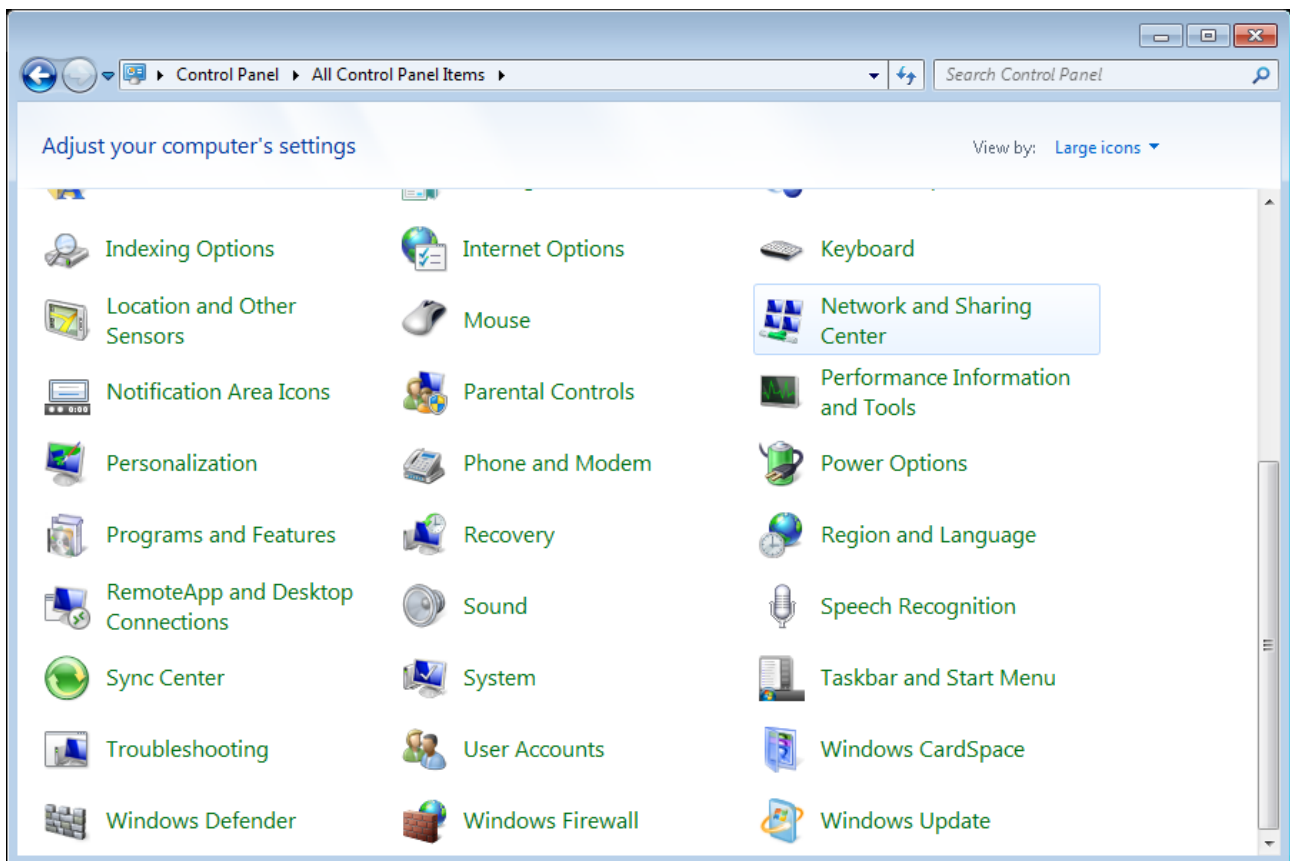 Control Panel All Control Panel Items
Search Control Panel
Adjust your computer's settings
View by: Large icons
Indexing Options
Internet Options
Keyboard
Location and Other
Sensors
Mouse
Network and Sharing
Center
Notification Area Icons
Parental Controls
Performance Information
and Tools
Personalization
Phone and Modem
Power Options
Programs and Features
Recovery
Region and Language
RemoteApp and Desktop
Connections
Sound
Speech Recognition
Sync Center
System
Taskbar and Start Menu
Troubleshooting
User Accounts
Windows CardSpace
Windows Defender
Windows Firewall
Windows Update